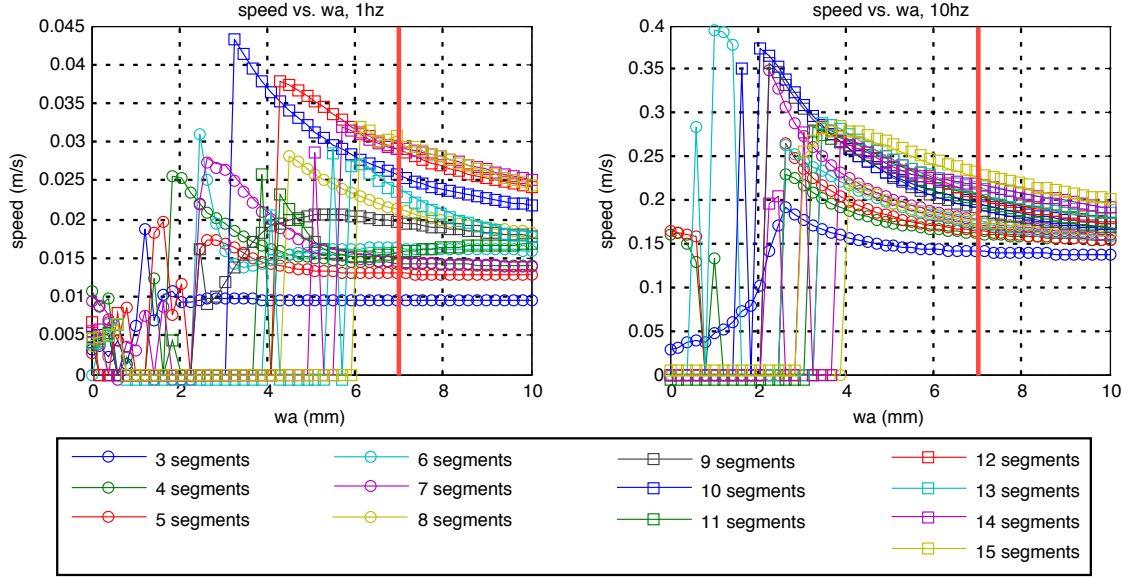 speed vs. wa, 1hz
0.045
0.04
0.035
0.03
0.025
0.02
0.015
0.01
0.005
0
0 2 4 6 8 10
speed (m/s)
wa (mm)
speed vs. wa, 10hz
0.4
0.35
0.3
0.25
0.2
0.15
0.1
0.05
0
0 2 4 6 8 10
speed (m/s)
wa (mm)
3 segments
4 segments
5 segments
6 segments
7 segments
8 segments
9 segments
10 segments
11 segments
12 segments
13 segments
14 segments
15 segments